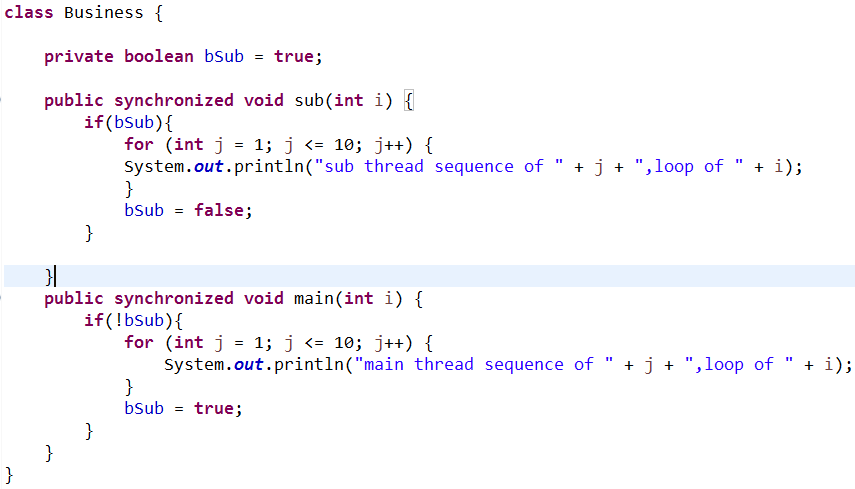 class Business {
    private boolean bSub = true;
    public synchronized void sub(int i) {
        if(bSub){
            for (int j = 1; j <= 10; j++) {
            System.out.println("sub thread sequence of " + j + ",loop of " + i);
            }
            bSub = false;
        }
    }
    public synchronized void main(int i) {
        if(!bSub){
            for (int j = 1; j <= 10; j++) {
                System.out.println("main thread sequence of " + j + ",loop of " + i);
            }
            bSub = true;
        }
    }
}